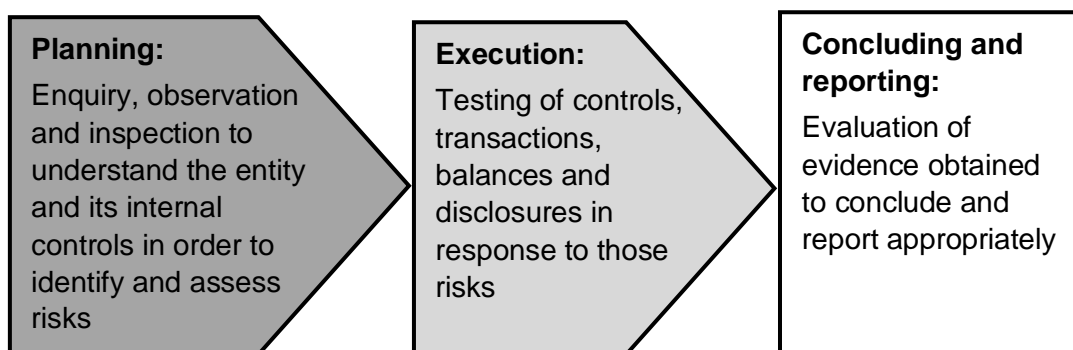 Planning:
Enquiry, observation
and inspection to
understand the entity
and its internal
controls in order to
identify and assess
risks
Execution:
Testing of controls,
transactions,
balances and
disclosures in
response to those
risks
Concluding and
reporting:
Evaluation of
evidence obtained
to conclude and
report appropriately